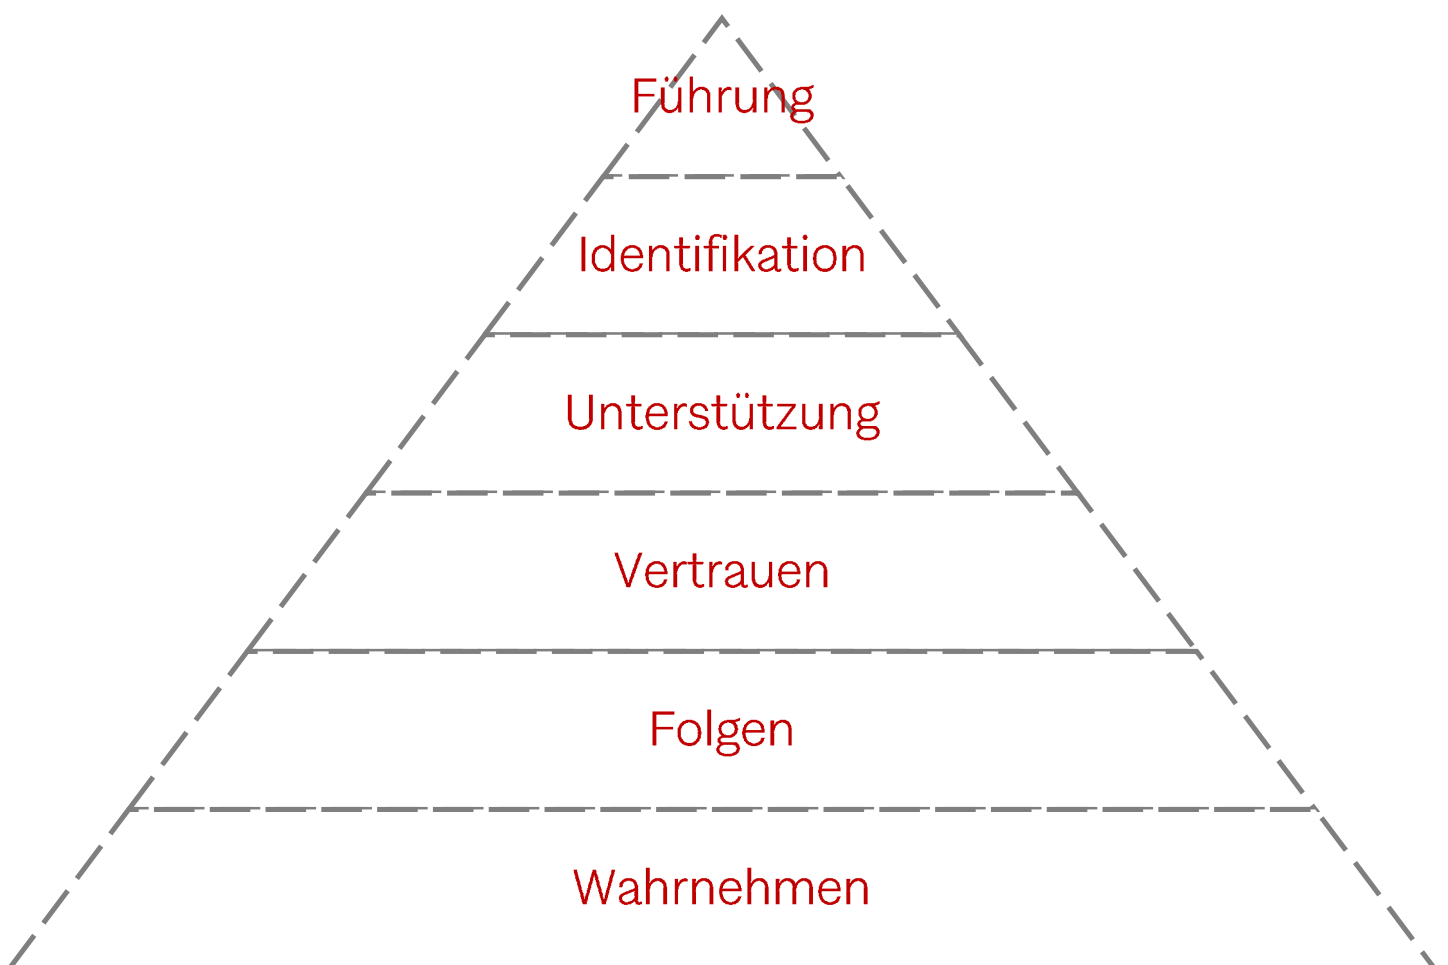 Führung
Identifikation
Unterstützung
Vertrauen
Folgen
Wahrnehmen